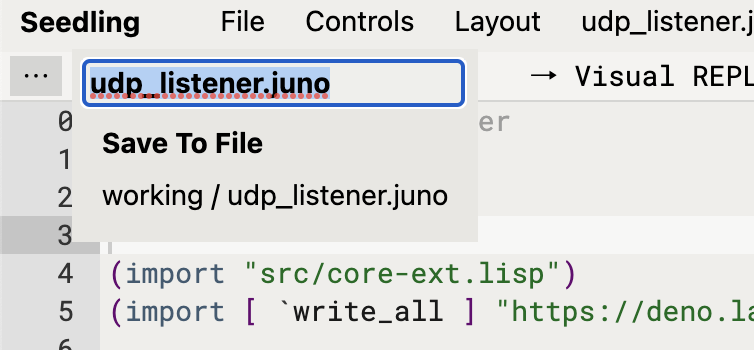 Seedling File Controls Layout udp_listener.j
... udp_listener.juno → Visual REPL
0 er
Save To File
1
working / udp_listener.juno
2
3
4 (import "src/core-ext.lisp")
5 (import [ `write_all ] "https://deno.la
6